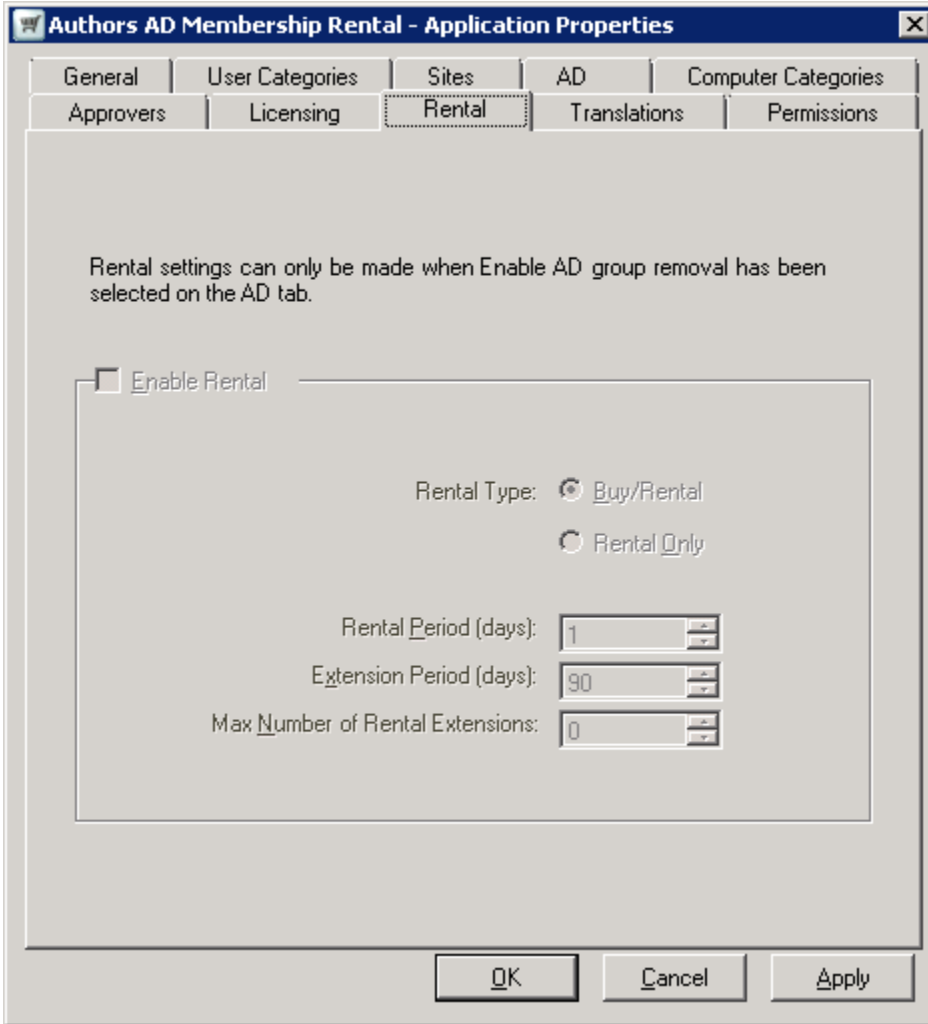 Authors AD Membership Rental - Application Properties
General User Categories Sites AD Computer Categories
Approvers Licensing Rental Translations Permissions
Rental settings can only be made when Enable AD group removal has been
selected on the AD tab.
Enable Rental
Rental Type: Buy/Rental
Rental Only
Rental Period (days): 1
Extension Period (days): 90
Max Number of Rental Extensions: 0
OK Cancel Apply